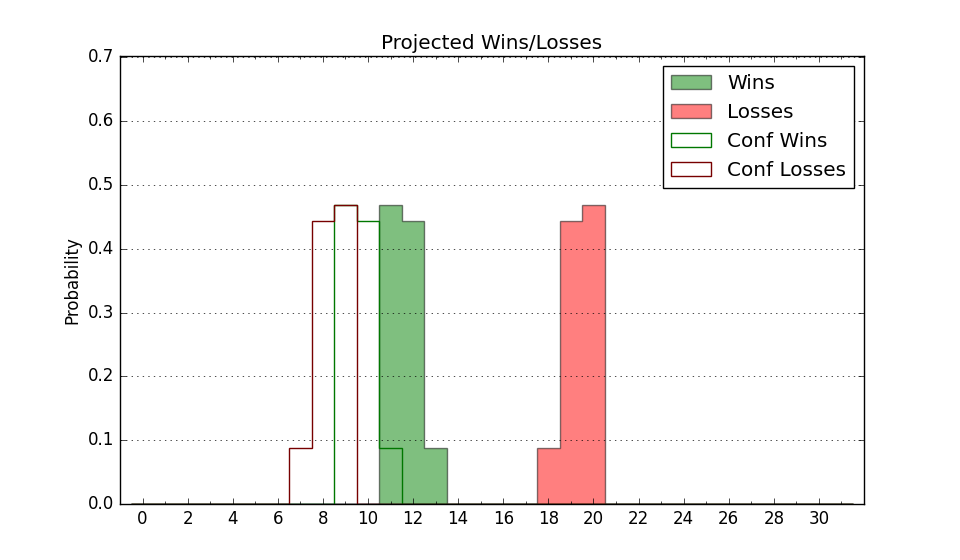 Projected Wins/Losses
0.7
0.6
0.5
0.4
0.3
0.2
0.1
0.0
Probability
Wins
Losses
Conf Wins
Conf Losses
0 2 4 6 8 10 12 14 16 18 20 22 24 26 28 30